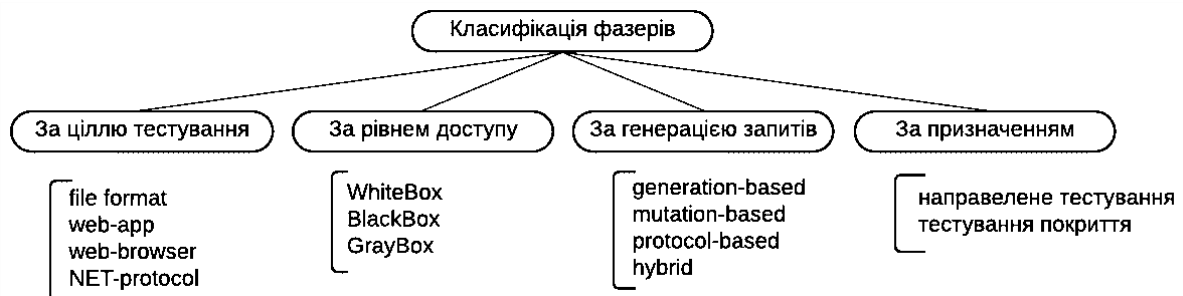 Класифікація фазерів
За ціллю тестування
За рівнем доступу
За генерацією запитів
За призначенням
file format
web-app
web-browser
NET-protocol
WhiteBox
BlackBox
GrayBox
generation-based
mutation-based
protocol-based
hybrid
направелене тестування
тестування покриття